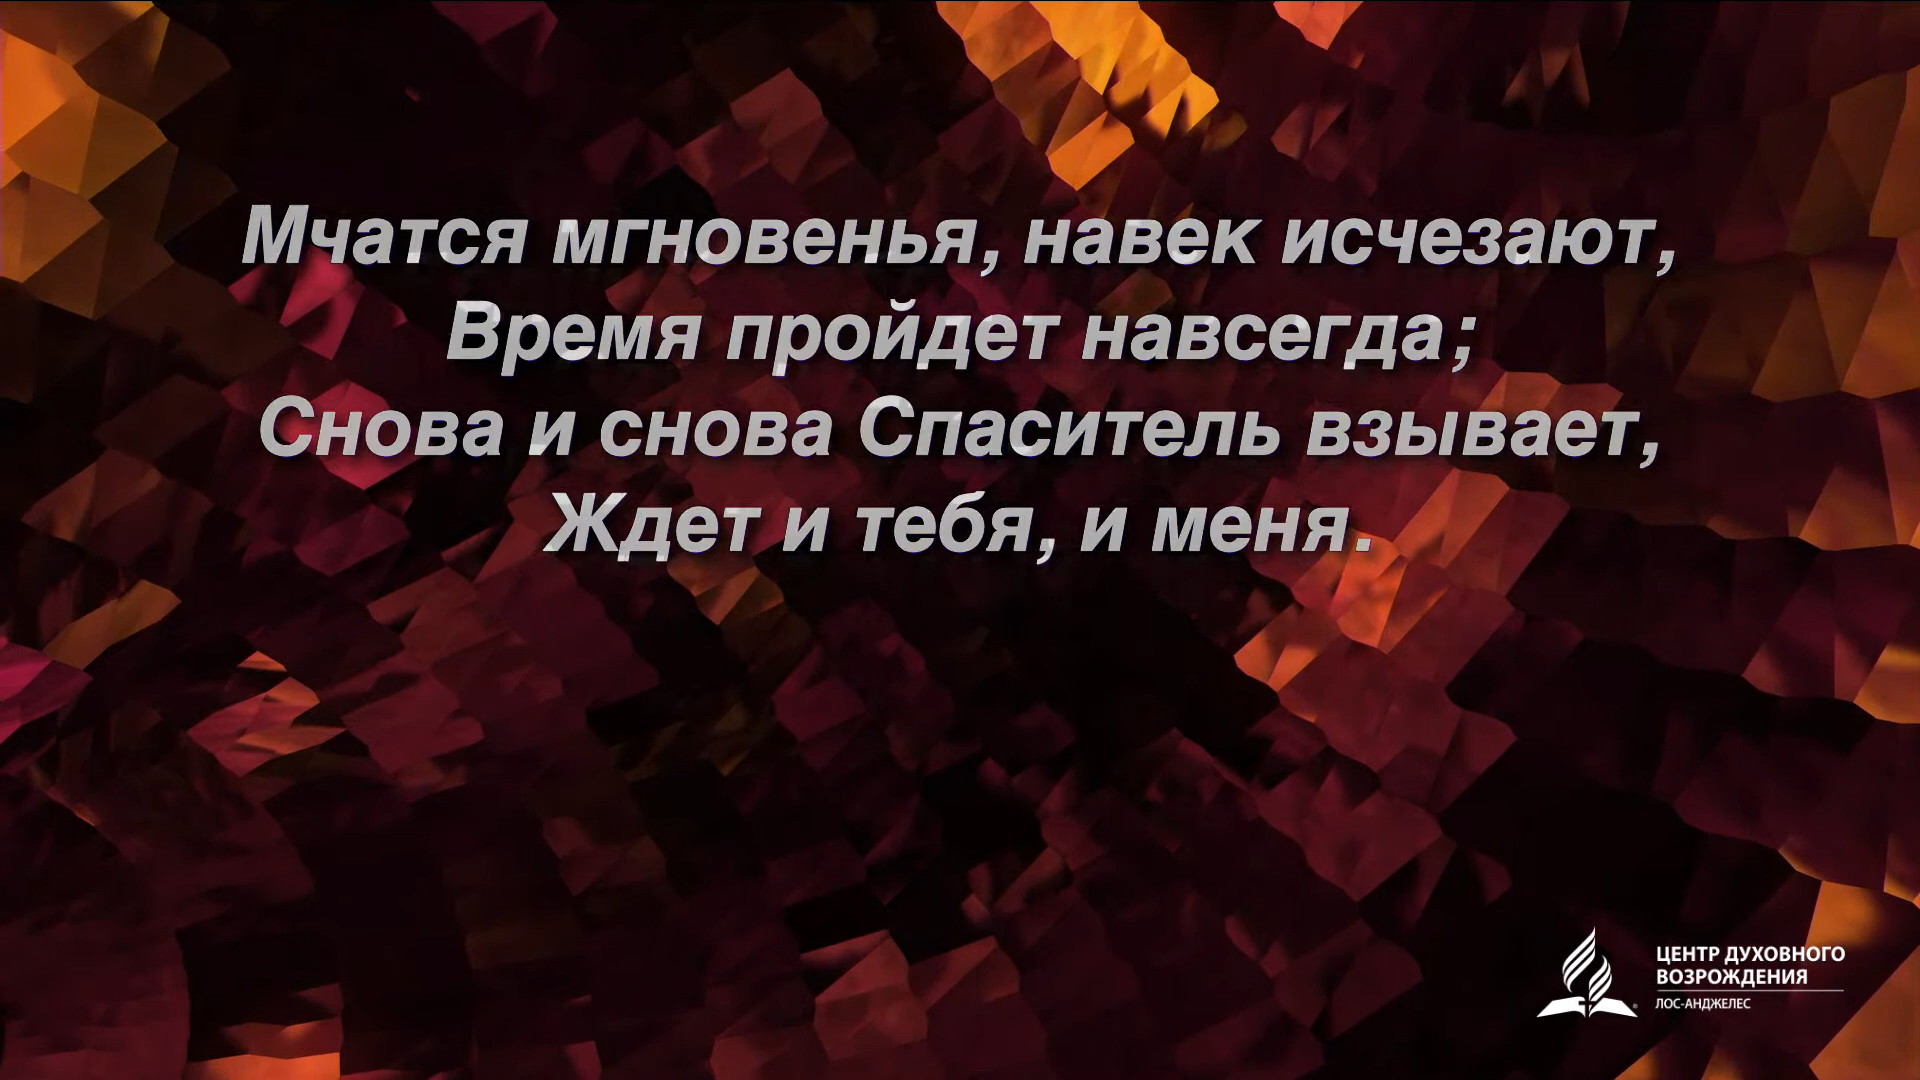 Мчатся мгновенья, навек исчезают,
Время пройдет навсегда;
Снова и снова Спаситель взывает,
Ждет и тебя, и меня.
ЦЕНТР ДУХОВНОГО
ВОЗРОЖДЕНИЯ
ЛОС-АНДЖЕЛЕС